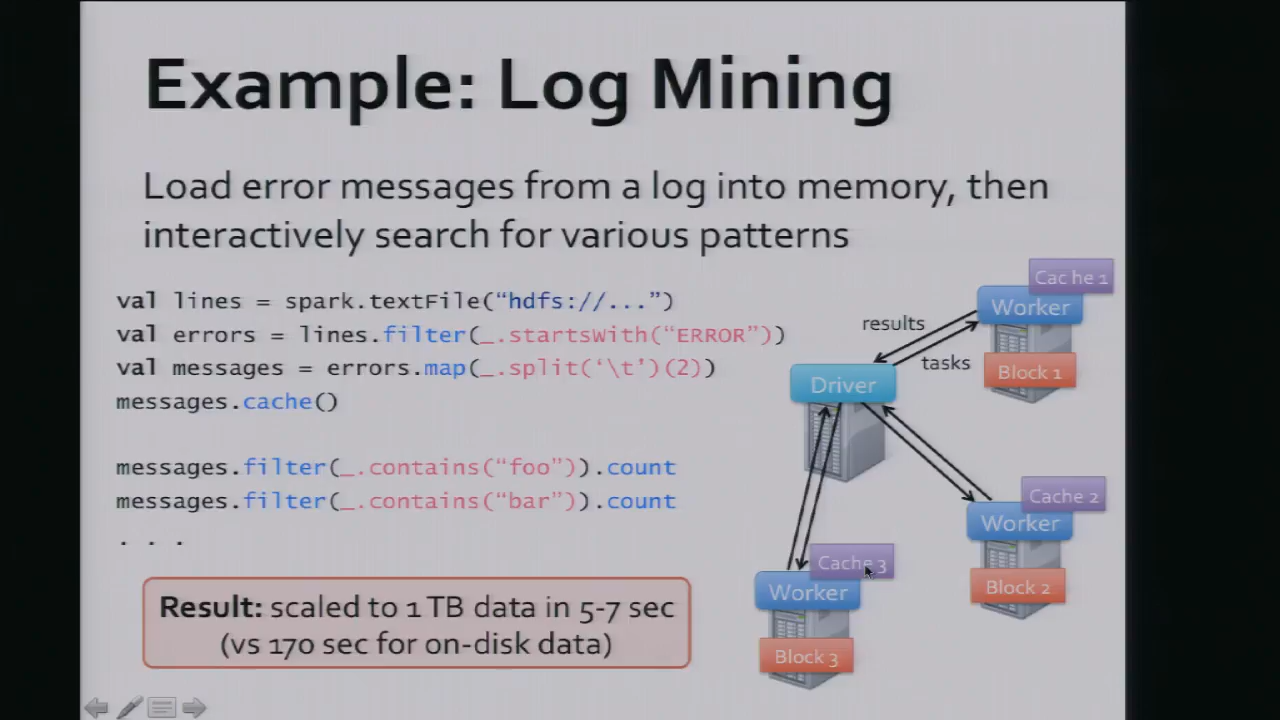 Example: Log Mining
Load error messages from a log into memory, then
interactively search for various patterns
val lines = spark.textFile(“hdfs://...”)
val errors = lines.filter(_.startsWith(“ERROR”))
val messages = errors.map(_.split(‘\t’)(2))
messages.cache()
messages.filter(_.contains(“foo”)).count
messages.filter(_.contains(“bar”)).count
. . .
Result: scaled to 1 TB data in 5-7 sec
(vs 170 sec for on-disk data)
Cache 1
Worker
results
tasks
Block 1
Driver
Cache 2
Worker
Block 2
Cache 3
Worker
Block 3